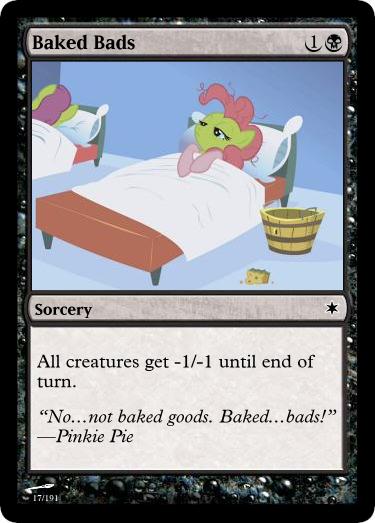 Baked Bads 1
Sorcery
All creatures get -1/-1 until end of
turn.
“No…not baked goods. Baked…bads!”
—Pinkie Pie
17/191